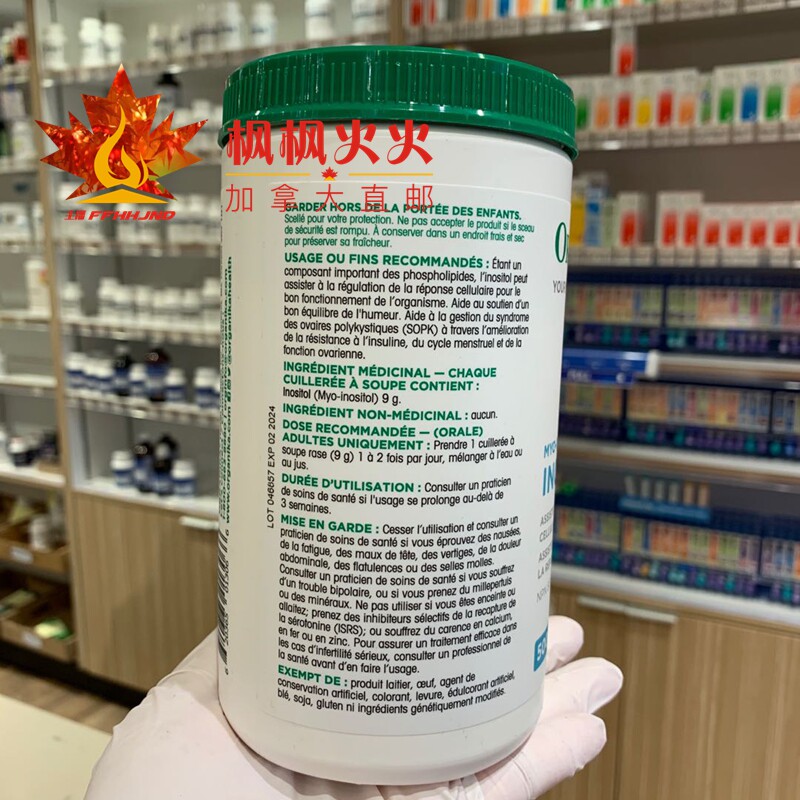 枫枫火火
加拿大直邮
FFHHJND
GARDER HORS DE LA PORTÉE DES ENFANTS.
Scellé pour votre protection. Ne pas accepter le produit si le sceau
de sécurité est rompu. À conserver dans un endroit frais et sec
pour préserver sa fraîcheur.
USAGE OU FINS RECOMMANDÉS : Étant un
composant important des phospholipides, l'inositol peut
assister à la régulation de la réponse cellulaire pour le
bon fonctionnement de l'organisme. Aide au soutien d'un
bon équilibre de l'humeur. Aide à la gestion du syndrome
des ovaires polykystiques (SOPK) à travers l'amélioration
de la résistance à l'insuline, du cycle menstruel et de la
fonction ovarienne.
INGRÉDIENT MÉDICINAL — CHAQUE
CUILLERÉE À SOUPE CONTIENT :
Inositol (Myo-inositol) 9 g.
INGRÉDIENT NON-MÉDICINAL : aucun.
DOSE RECOMMANDÉE — (ORALE)
ADULTES UNIQUEMENT : Prendre 1 cuillerée à
soupe rase (9 g) 1 à 2 fois par jour, mélanger à l'eau ou
au jus.
DURÉE D'UTILISATION : Consulter un praticien
de soins de santé si l'usage se prolonge au-delà de
3 semaines.
MISE EN GARDE : Cesser l'utilisation et consulter un
praticien de soins de santé si vous éprouvez des nausées,
de la fatigue, des maux de tête, des vertiges, de la douleur
abdominale, des flatulences ou des selles molles.
Consulter un praticien de soins de santé si vous souffrez
d'un trouble bipolaire, ou si vous prenez du millepertuis
ou des minéraux. Ne pas utiliser si vous êtes enceinte ou
allaitez; prenez des inhibiteurs sélectifs de la recapture de
la sérotonine (ISRS); ou souffrez du carence en calcium,
en fer ou en zinc. Pour assurer un traitement efficace dans
les cas d'infertilité sérieux, consulter un professionnel de
la santé avant d'en faire l'usage.
EXEMPT DE : produit laitier, œuf, agent de
conservation artificiel, colorant, levure, édulcorant artificiel,
blé, soja, gluten ni ingrédients génétiquement modifiés.
LOT 046657 EXP 02 2024